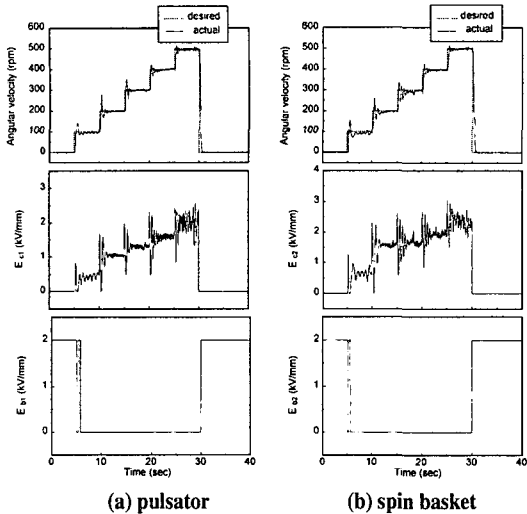 desired
actual
Angular velocity (rpm)
600
500
400
300
200
100
0
E c1 (kV/mm)
3
2
1
0
E b1 (kV/mm)
2
1
0
0 10 20 30 40
Time (sec)
(a) pulsator
desired
actual
Angular velocity (rpm)
600
500
400
300
200
100
0
E c2 (kV/mm)
4
3
2
1
0
E b2 (kV/mm)
2
1
0
0 10 20 30 40
Time (sec)
(b) spin basket